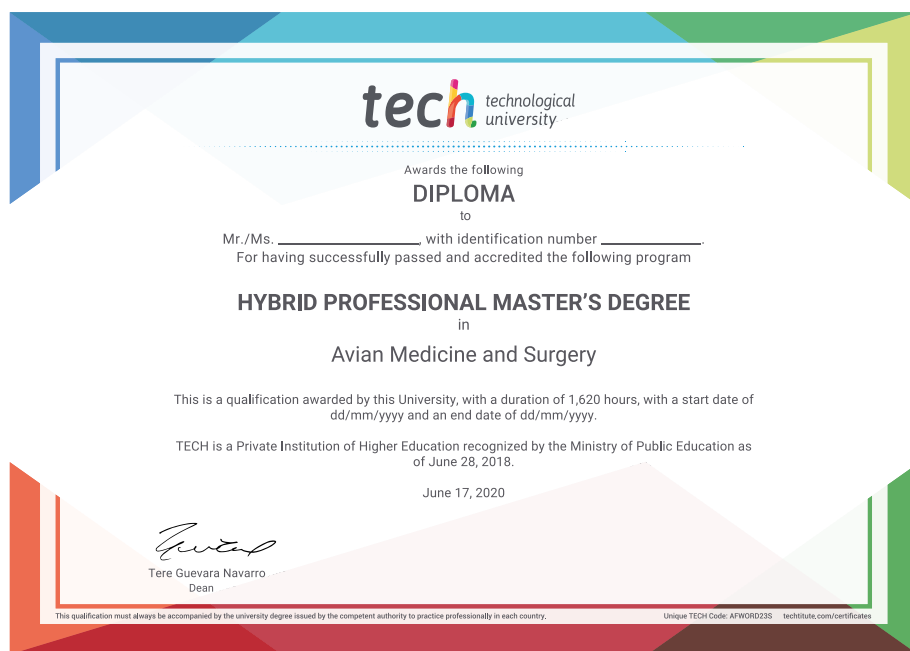 tech technological
university
Awards the following
DIPLOMA
to
Mr./Ms. ____________________, with identification number ______________.
For having successfully passed and accredited the following program
HYBRID PROFESSIONAL MASTER'S DEGREE
in
Avian Medicine and Surgery
This is a qualification awarded by this University, with a duration of 1,620 hours, with a start date of
dd/mm/yyyy and an end date of dd/mm/yyyy.
TECH is a Private Institution of Higher Education recognized by the Ministry of Public Education as
of June 28, 2018.
June 17, 2020
Tere Guevara Navarro
Dean
This qualification must always be accompanied by the university degree issued by the competent authority to practice professionally in each country.
Unique TECH Code: AFWORD23S techtitute.com/certificates